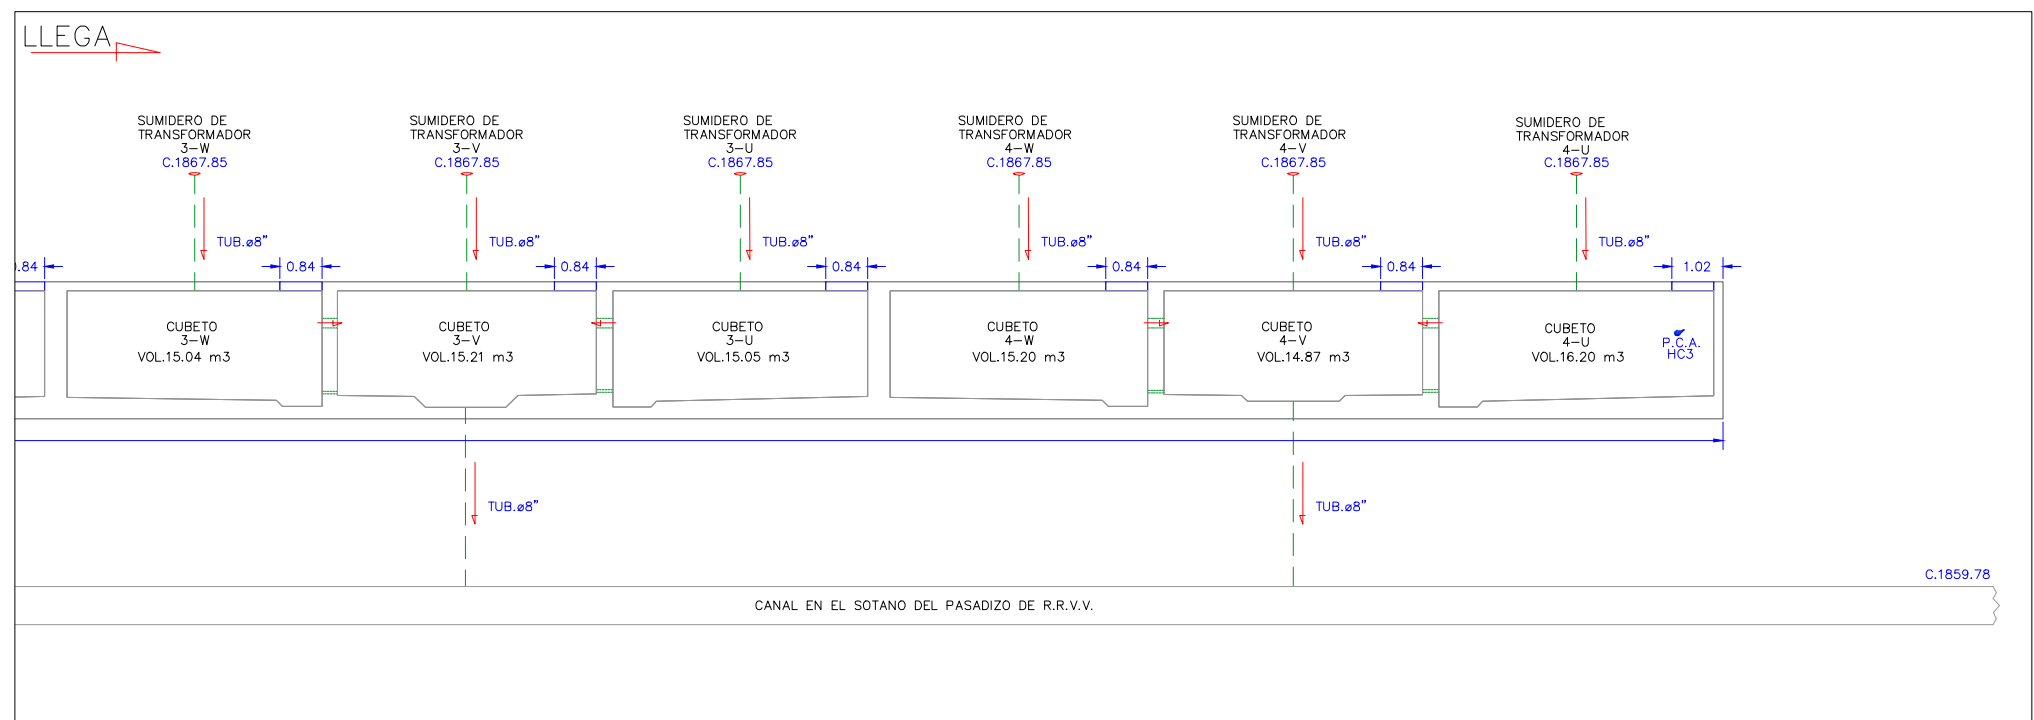 LLEGA
SUMIDERO DE
TRANSFORMADOR
3-W
C.1867.85
SUMIDERO DE
TRANSFORMADOR
3-V
C.1867.85
SUMIDERO DE
TRANSFORMADOR
3-U
C.1867.85
SUMIDERO DE
TRANSFORMADOR
4-W
C.1867.85
SUMIDERO DE
TRANSFORMADOR
4-V
C.1867.85
SUMIDERO DE
TRANSFORMADOR
4-U
C.1867.85
TUB.ø8"
TUB.ø8"
TUB.ø8"
TUB.ø8"
TUB.ø8"
TUB.ø8"
.84
0.84
0.84
0.84
0.84
0.84
1.02
CUBETO
3-W
VOL.15.04 m3
CUBETO
3-V
VOL.15.21 m3
CUBETO
3-U
VOL.15.05 m3
CUBETO
4-W
VOL.15.20 m3
CUBETO
4-V
VOL.14.87 m3
CUBETO
4-U
VOL.16.20 m3
P.C.A.
HC3
TUB.ø8"
TUB.ø8"
C.1859.78
CANAL EN EL SOTANO DEL PASADIZO DE R.R.V.V.